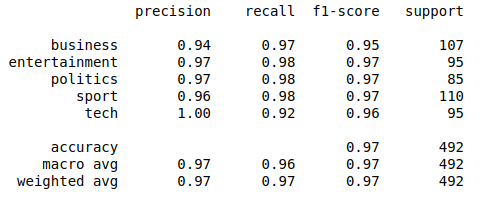 precision recall f1-score support
business 0.94 0.97 0.95 107
entertainment 0.97 0.98 0.97 95
politics 0.97 0.98 0.97 85
sport 0.96 0.98 0.97 110
tech 1.00 0.92 0.96 95
accuracy 0.97 492
macro avg 0.97 0.96 0.97 492
weighted avg 0.97 0.97 0.97 492